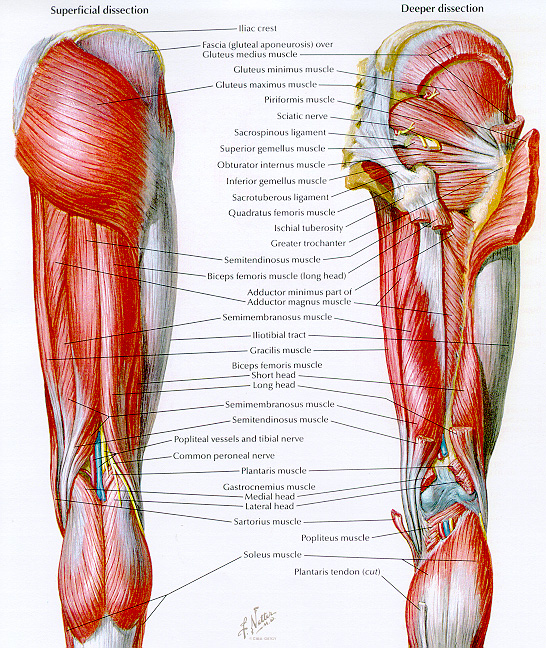 Superficial dissection
Deeper dissection
Iliac crest
Fascia (gluteal aponeurosis) over
Gluteus medius muscle
Gluteus minimus muscle
Gluteus maximus muscle
Piriformis muscle
Sciatic nerve
Sacrospinous ligament
Superior gemellus muscle
Obturator internus muscle
Inferior gemellus muscle
Sacrotuberous ligament
Quadratus femoris muscle
Ischial tuberosity
Greater trochanter
Semitendinosus muscle
Biceps femoris muscle (long head)
Adductor minimus part of
Adductor magnus muscle
Semimembranosus muscle
Iliotibial tract
Gracilis muscle
Biceps femoris muscle
Short head
Long head
Semimembranosus muscle
Semitendinosus muscle
Popliteal vessels and tibial nerve
Common peroneal nerve
Plantaris muscle
Gastrocnemius muscle
Medial head
Lateral head
Sartorius muscle
Popliteus muscle
Soleus muscle
Plantaris tendon (cut)
F. Netter